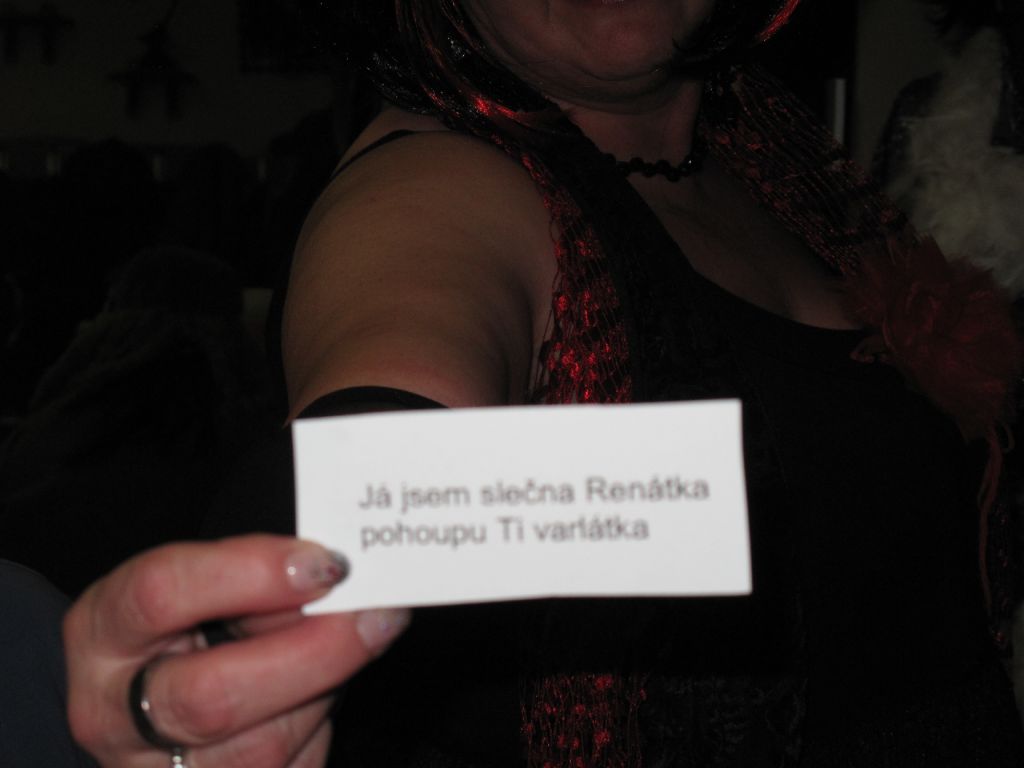 Já jsem slečna Renátka
pohoupu Ti varlátka